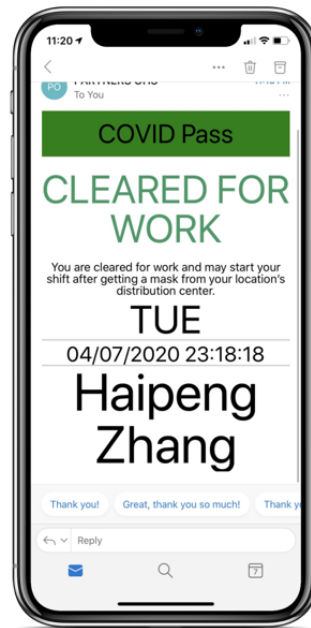 11:20
PO
To You
COVID Pass
CLEARED FOR
WORK
You are cleared for work and may start your
shift after getting a mask from your location's
distribution center.
TUE
04/07/2020 23:18:18
Haipeng
Zhang
Thank you!
Great, thank you so much!
Thank y
Reply
7